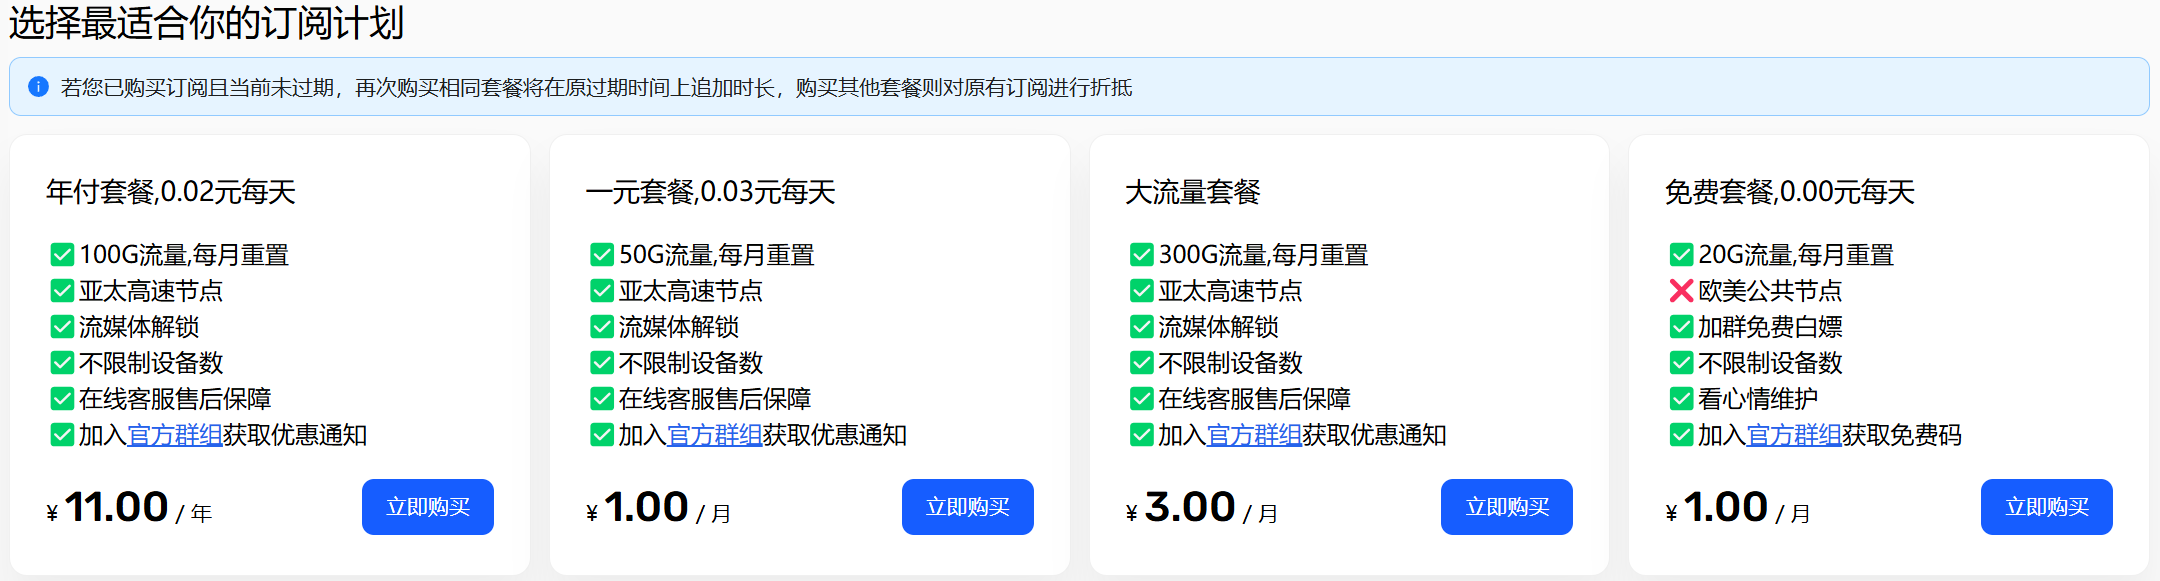 选择最适合你的订阅计划
若您已购买订阅且当前未过期，再次购买相同套餐将在原过期时间上追加时长，购买其他套餐则对原有订阅进行折抵
年付套餐,0.02元每天
✅100G流量,每月重置
✅亚太高速节点
✅流媒体解锁
✅不限制设备数
✅在线客服售后保障
✅加入官方群组获取优惠通知
¥ 11.00 / 年
立即购买
一元套餐,0.03元每天
✅50G流量,每月重置
✅亚太高速节点
✅流媒体解锁
✅不限制设备数
✅在线客服售后保障
✅加入官方群组获取优惠通知
¥ 1.00 / 月
立即购买
大流量套餐
✅300G流量,每月重置
✅亚太高速节点
✅流媒体解锁
✅不限制设备数
✅在线客服售后保障
✅加入官方群组获取优惠通知
¥ 3.00 / 月
立即购买
免费套餐,0.00元每天
✅20G流量,每月重置
❌欧美公共节点
✅加群免费白嫖
✅不限制设备数
✅看心情维护
✅加入官方群组获取免费码
¥ 1.00 / 月
立即购买